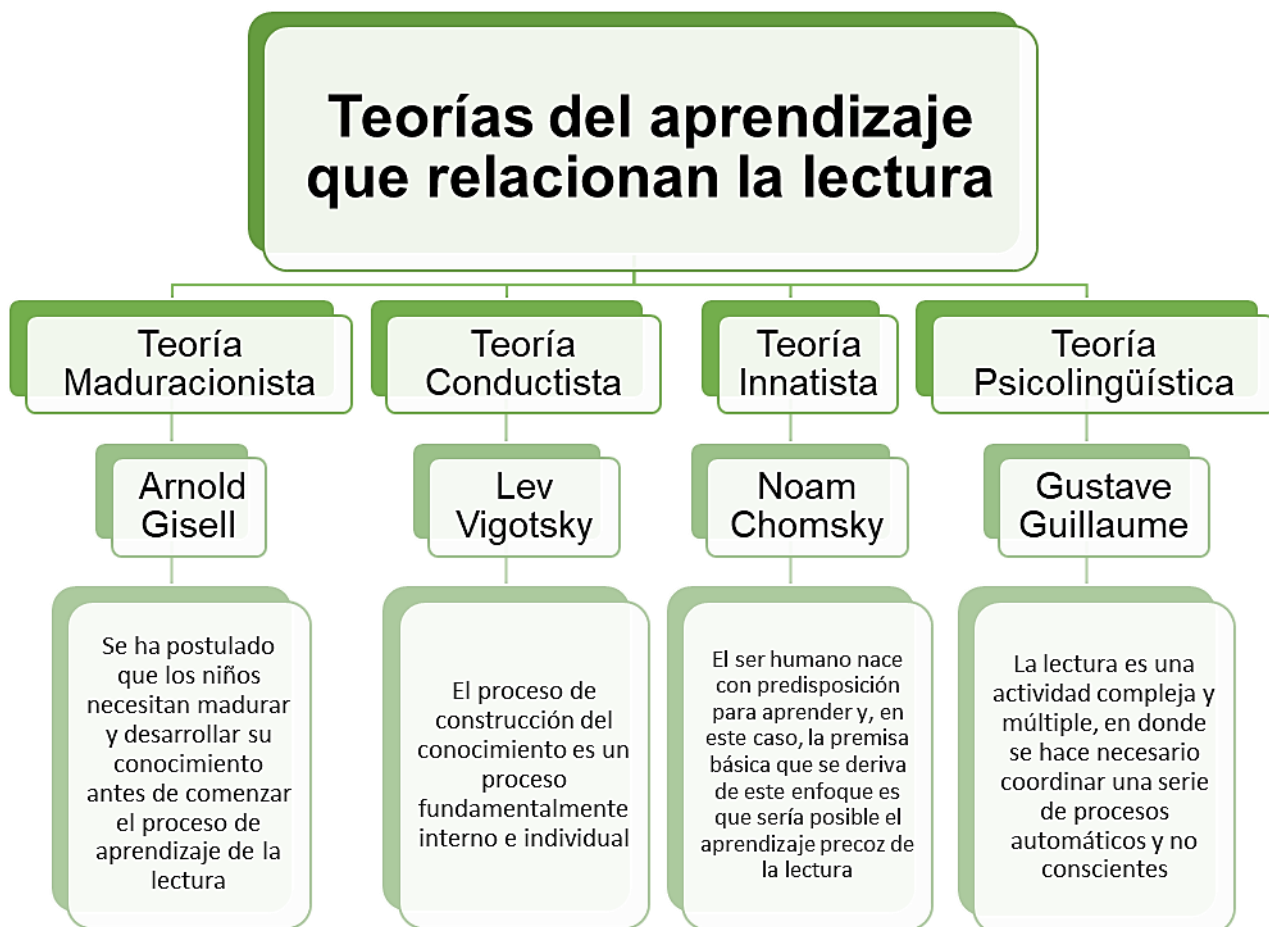 Teorías del aprendizaje
que relacionan la lectura
Teoría
Maduracionista
Teoría
Conductista
Teoría
Innatista
Teoría
Psicolingüística
Arnold
Gisell
Lev
Vigotsky
Noam
Chomsky
Gustave
Guillaume
Se ha postulado
que los niños
necesitan madurar
y desarrollar su
conocimiento
antes de comenzar
el proceso de
aprendizaje de la
lectura
El proceso de
construcción del
conocimiento es un
proceso
fundamentalmente
interno e individual
El ser humano nace
con predisposición
para aprender y, en
este caso, la premisa
básica que se deriva
de este enfoque es
que sería posible el
aprendizaje precoz de
la lectura
La lectura es una
actividad compleja y
múltiple, en donde
se hace necesario
coordinar una serie
de procesos
automáticos y no
conscientes